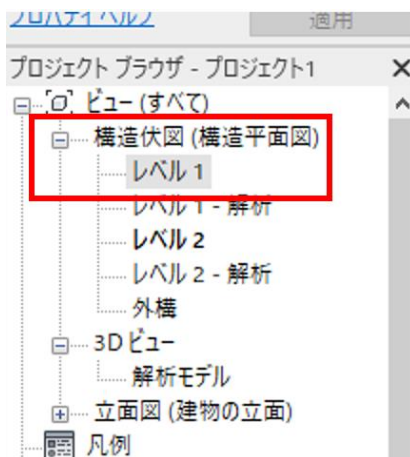 プロパティ ヘルプ 適用
プロジェクト ブラウザ - プロジェクト1
ビュー (すべて)
構造伏図 (構造平面図)
レベル 1
レベル 1 - 解析
レベル 2
レベル 2 - 解析
外構
3D ビュー
解析モデル
立面図 (建物の立面)
凡例